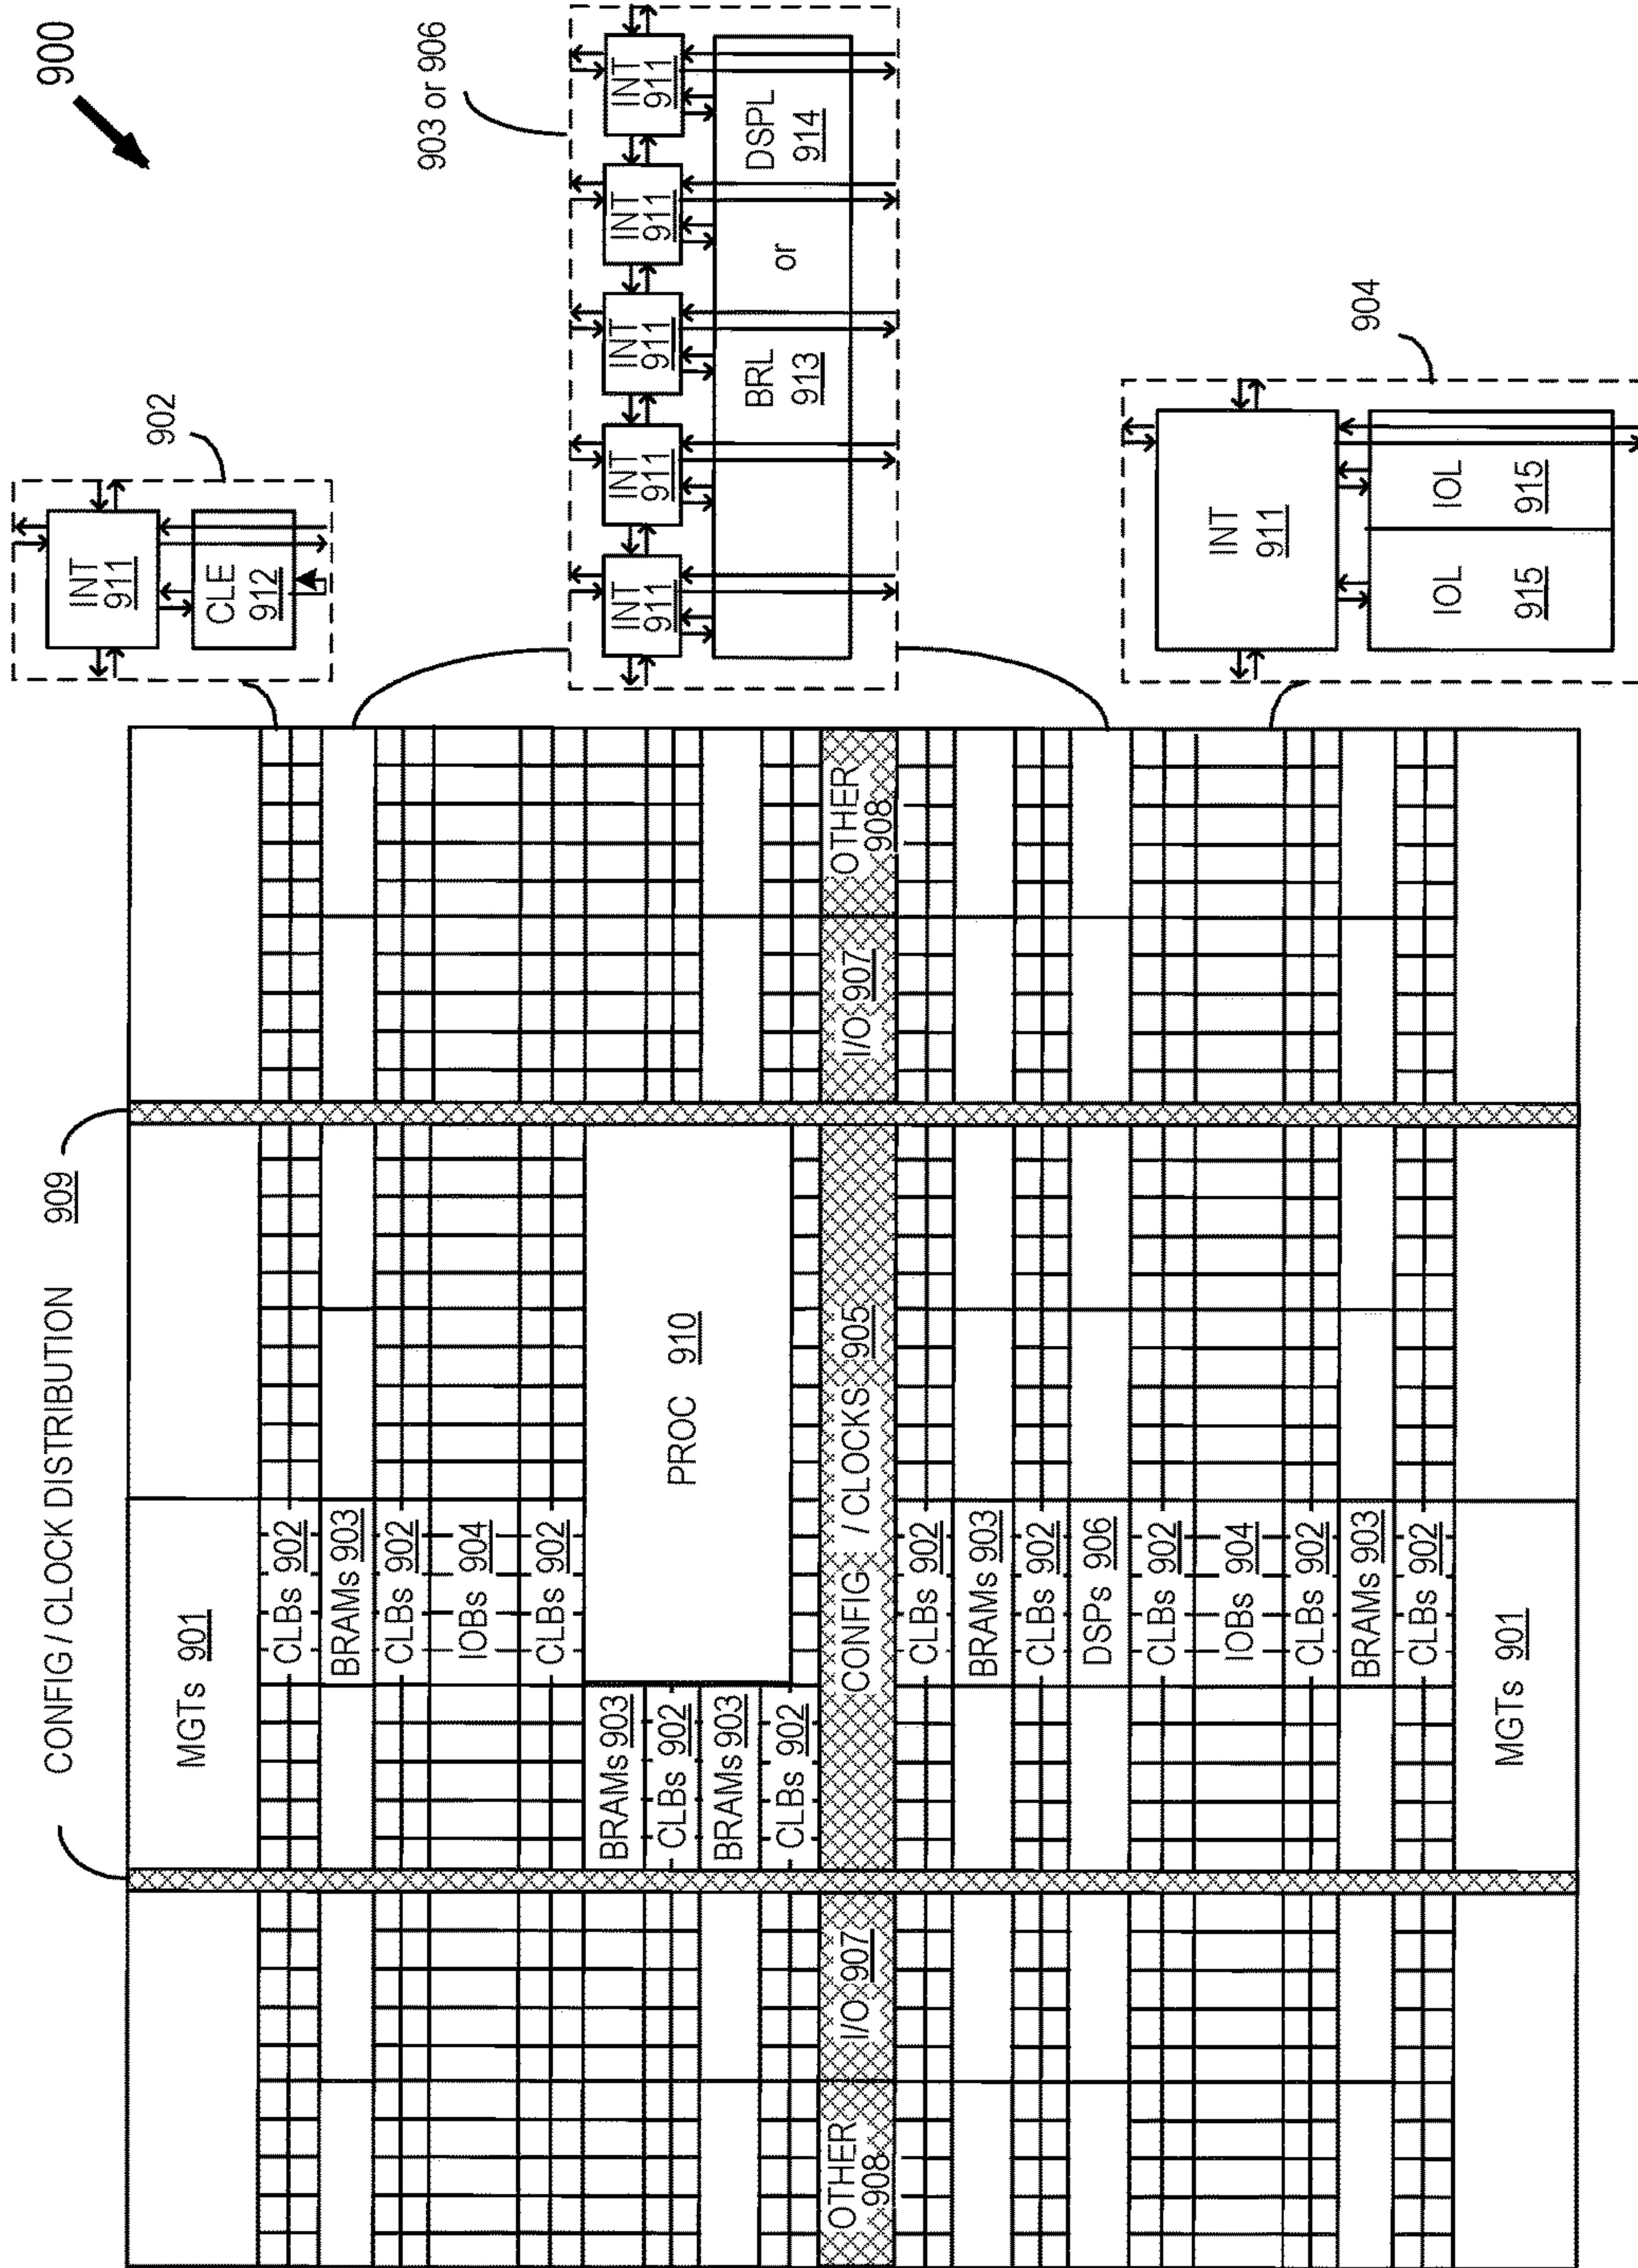 900
CONFIG / CLOCK DISTRIBUTION 909
MGTs 901
CLBs 902
BRAMs 903
CLBs 902
IOBs 904
CLBs 902
BRAMs 903
CLBs 902
BRAMs 903
CLBs 902
PROC 910
OTHER
908
I/O 907
CONFIG / CLOCKS 905
I/O 907
OTHER
908
CLBs 902
BRAMs 903
CLBs 902
DSPs 906
CLBs 902
IOBs 904
CLBs 902
BRAMs 903
CLBs 902
MGTs 901
902
INT
911
CLE
912
903 or 906
INT
911
INT
911
INT
911
INT
911
INT
911
BRL
913
or
DSPL
914
904
INT
911
IOL
915
IOL
915